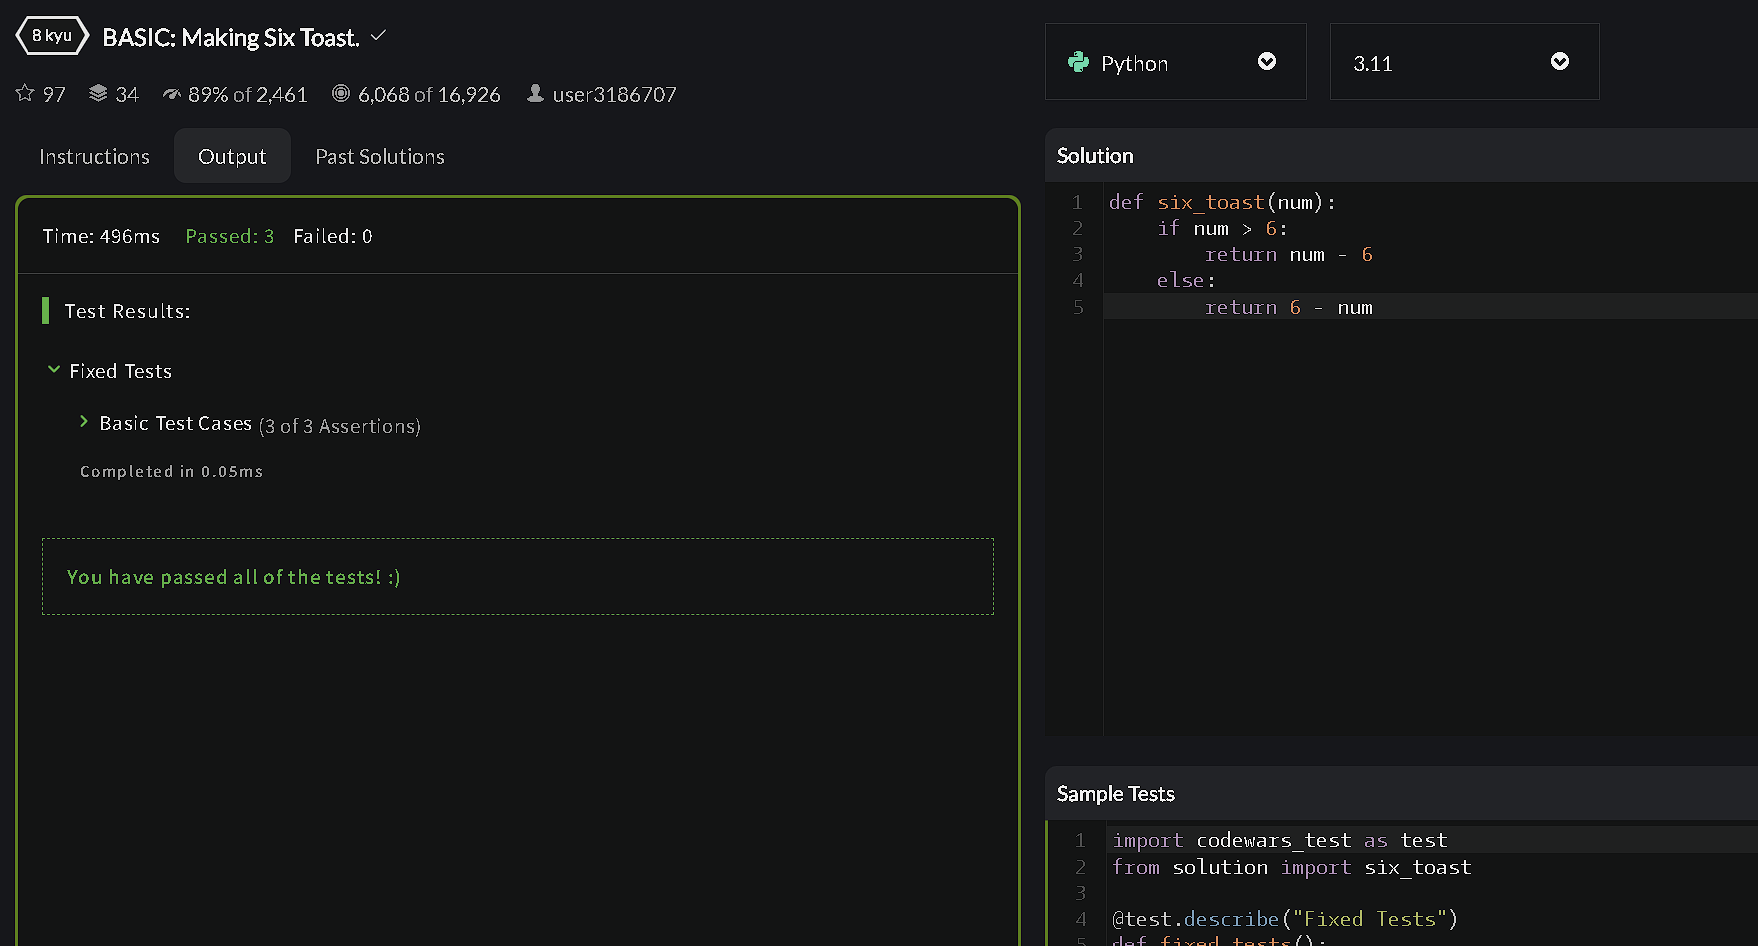 8 kyu BASIC: Making Six Toast.
97 34 89% of 2,461 6,068 of 16,926 user3186707
Instructions Output Past Solutions
Time: 496ms Passed: 3 Failed: 0
Test Results:
Fixed Tests
Basic Test Cases (3 of 3 Assertions)
Completed in 0.05ms
You have passed all of the tests! :)
Python 3.11
Solution
1 def six_toast(num):
2 if num > 6:
3 return num - 6
4 else:
5 return 6 - num
Sample Tests
1 import codewars_test as test
2 from solution import six_toast
3
4 @test.describe("Fixed Tests")
5 def fixed_tests():